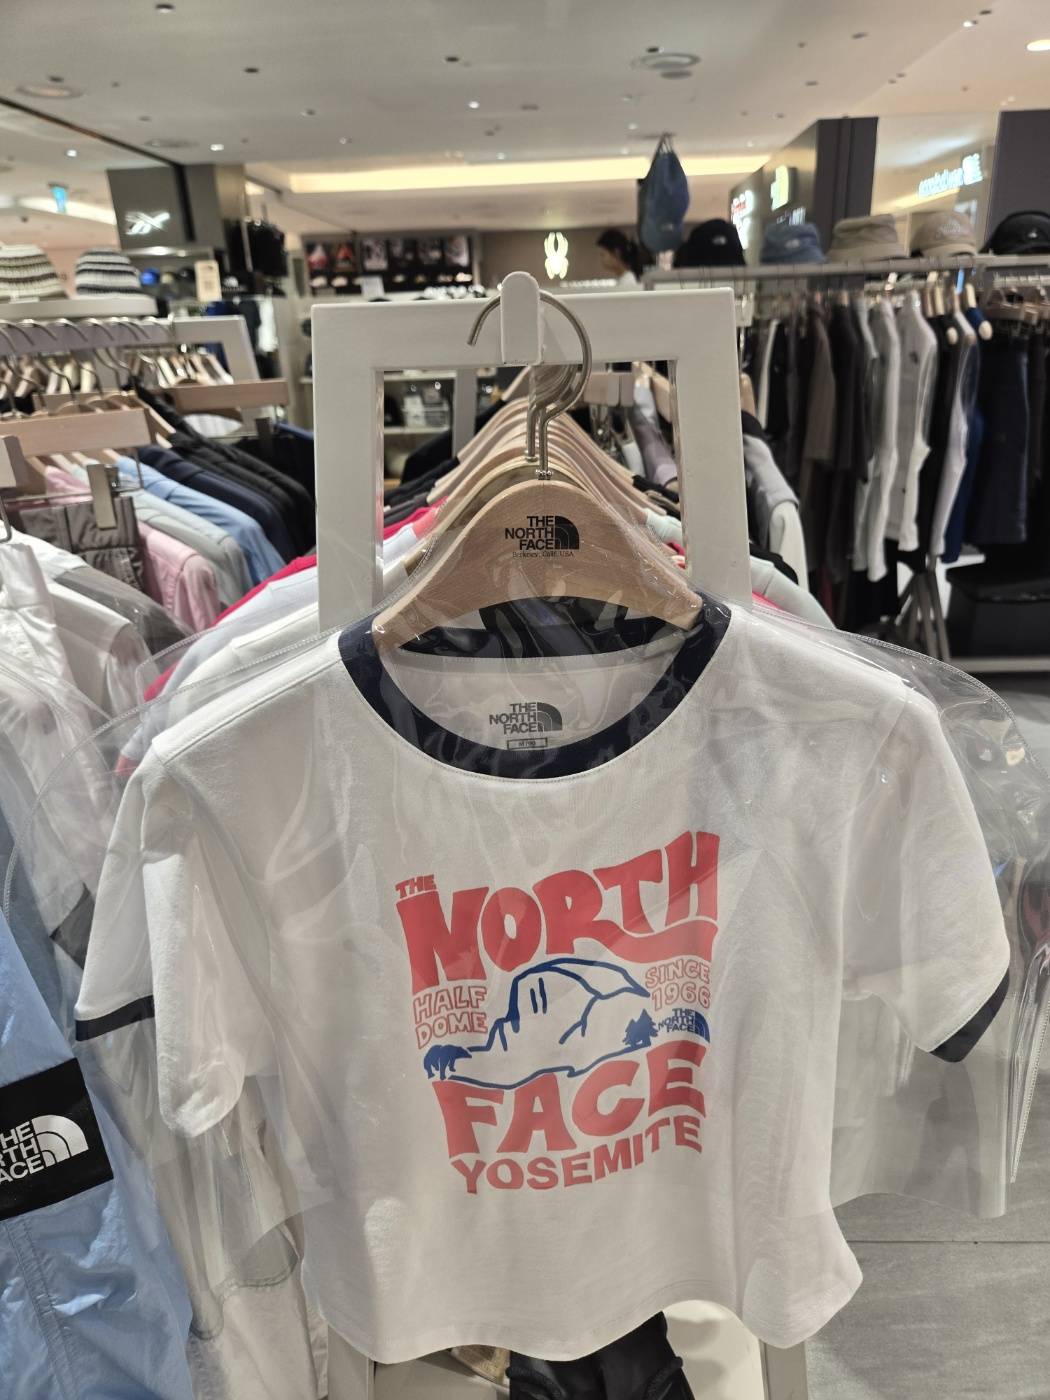 THE
NORTH
FACE
Berkeley, Calif. USA
THE
NORTH
FACE
THE
NORTH
HALF
DOME
SINCE
1966
THE
NORTH
FACE
FACE
YOSEMITE
THE
NORTH
FACE